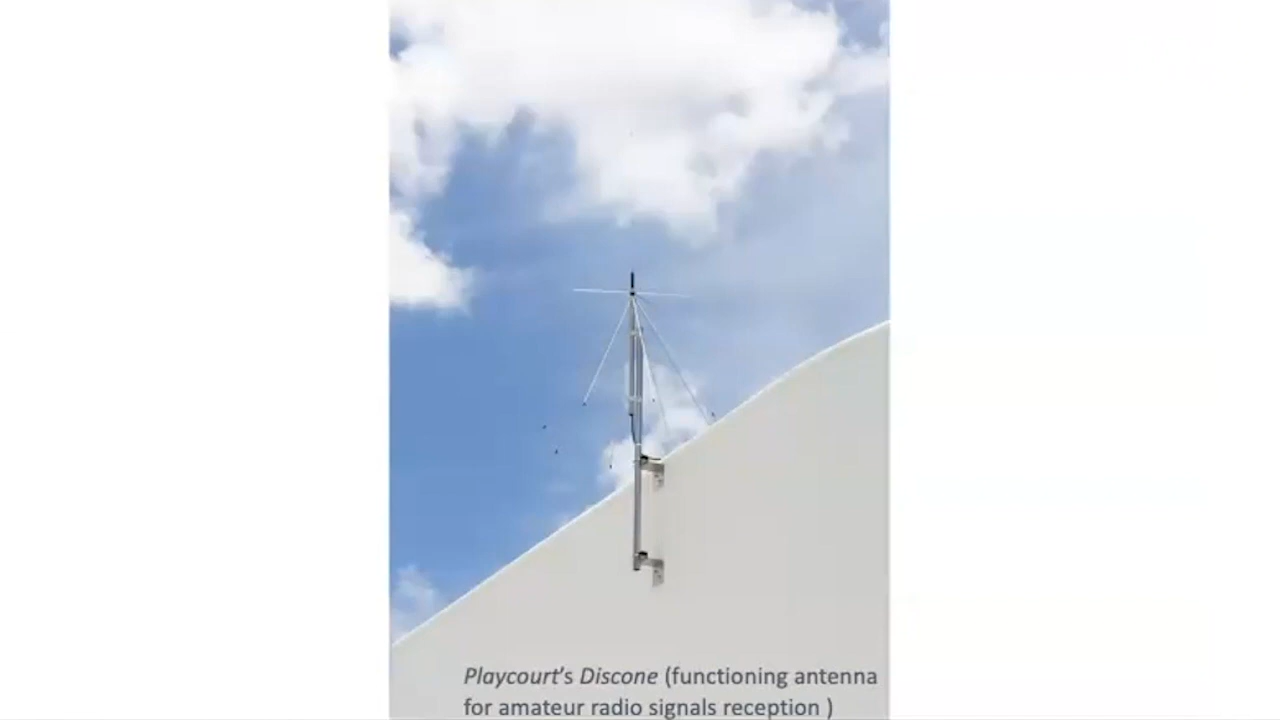 Playcourt's Discone (functioning antenna
for amateur radio signals reception )